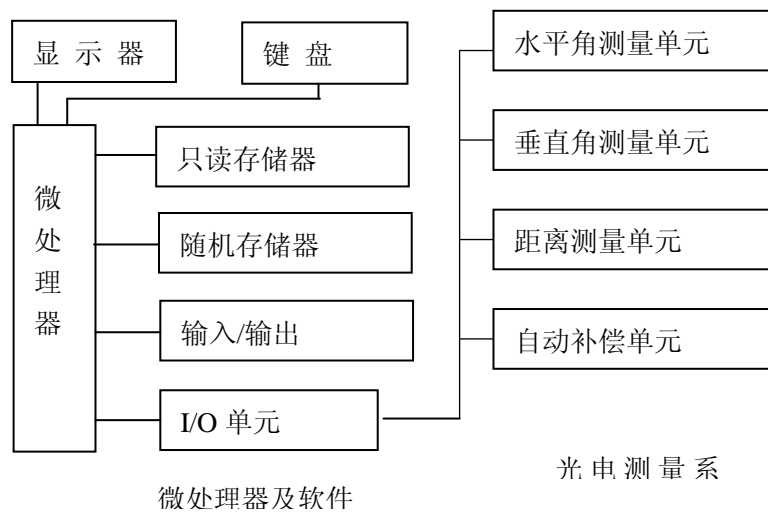 显示器
键盘
微处理器
只读存储器
随机存储器
输入/输出
I/O 单元
水平角测量单元
垂直角测量单元
距离测量单元
自动补偿单元
光电测量系
微处理器及软件